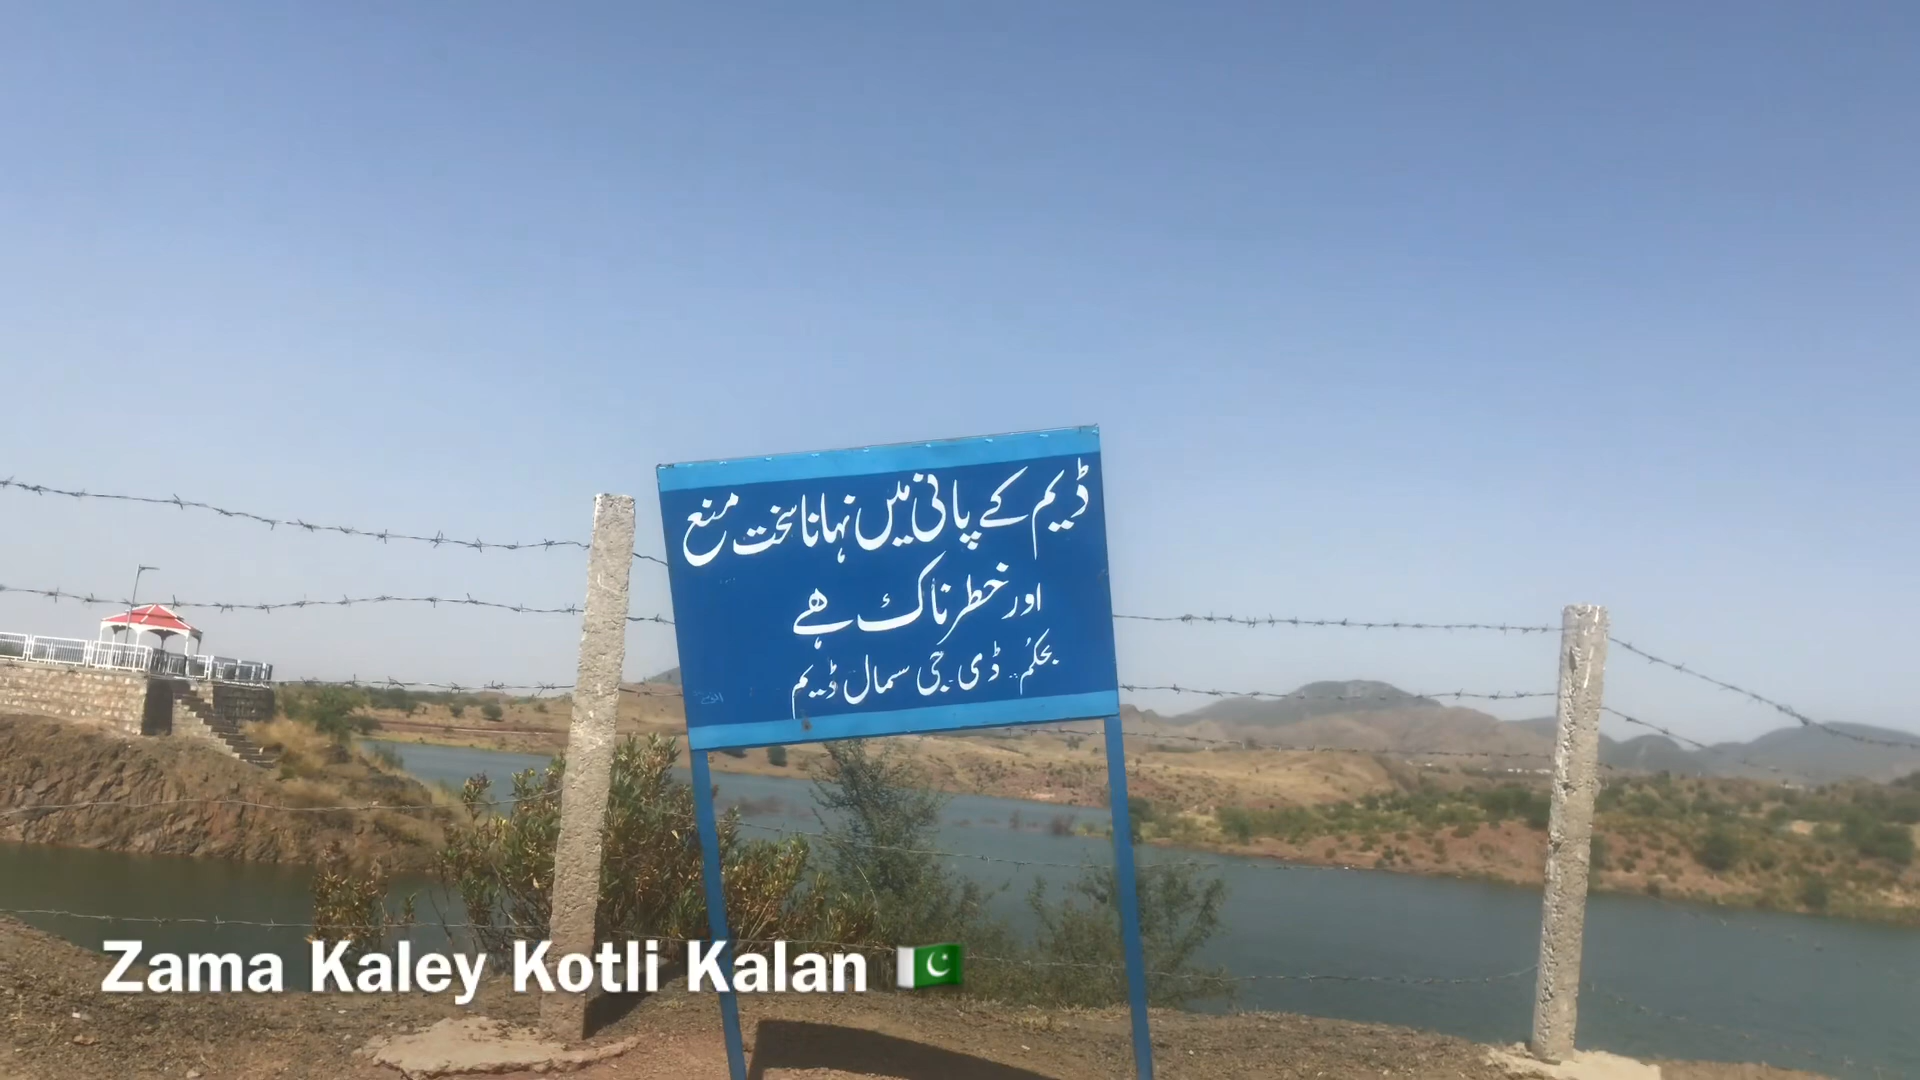 ڈیم کے پانی میں نہانا سخت منع
اور خطرناک ہے
بحکم ڈی جی سمال ڈیم
Zama Kaley Kotli Kalan 🇵🇰